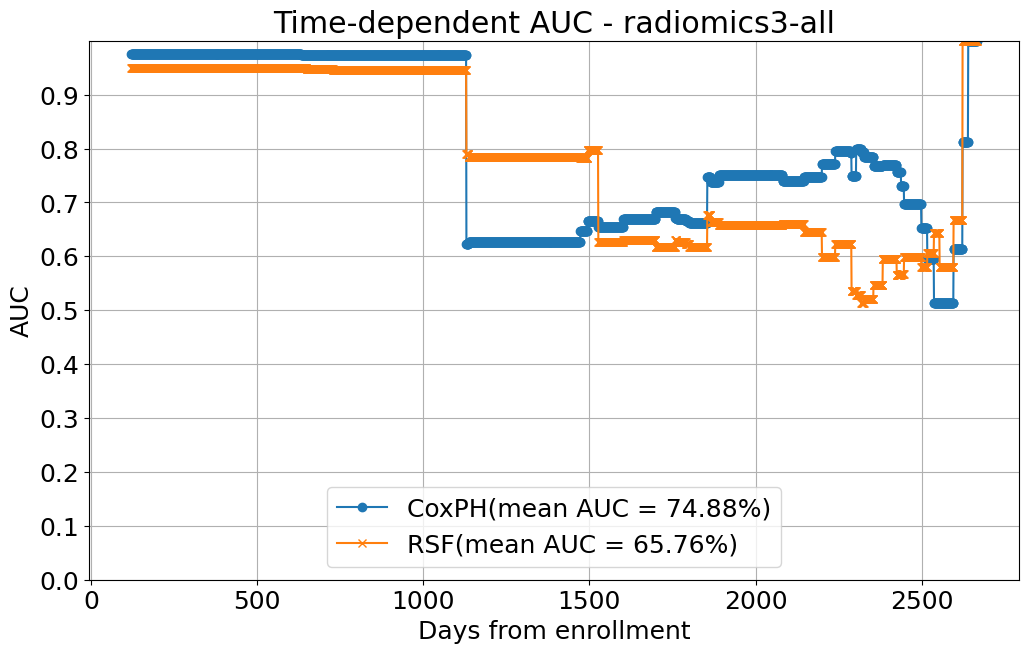 Time-dependent AUC - radiomics3-all
AUC
0.9
0.8
0.7
0.6
0.5
0.4
0.3
0.2
0.1
0.0
CoxPH(mean AUC = 74.88%)
RSF(mean AUC = 65.76%)
0 500 1000 1500 2000 2500
Days from enrollment